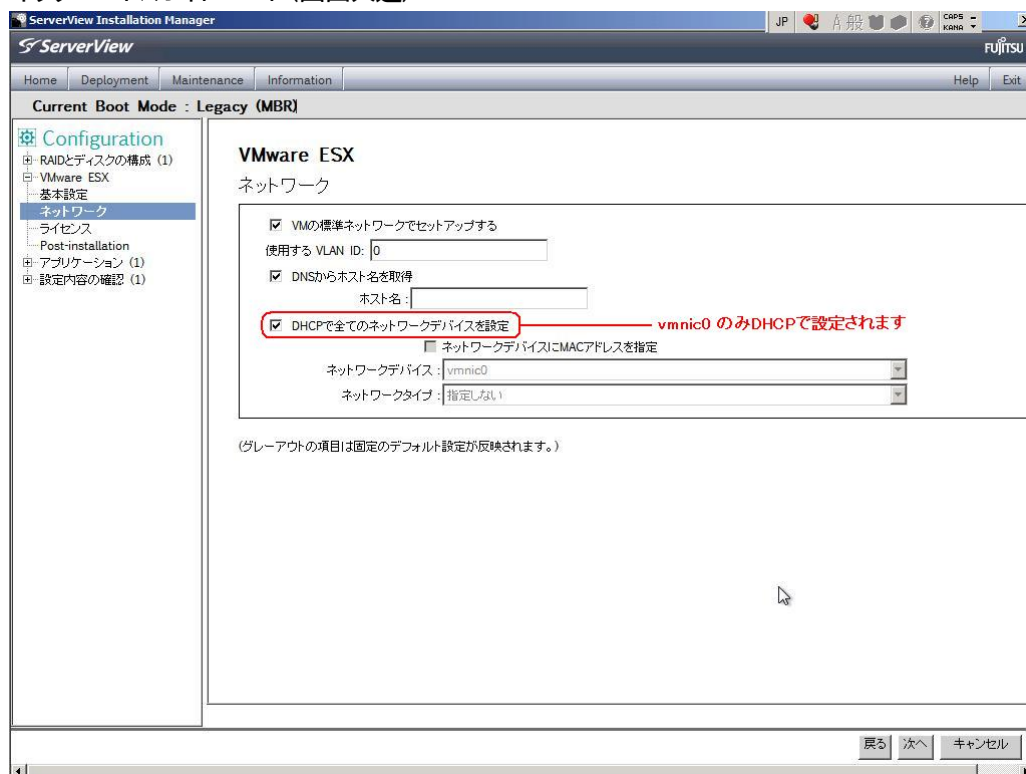 ServerView Installation Manager
JP A 般 CAPS KANA
ServerView FUJITSU
Home Deployment Maintenance Information Help Exit
Current Boot Mode : Legacy (MBR)
Configuration
RAIDとディスクの構成 (1)
VMware ESX
基本設定
ネットワーク
ライセンス
Post-installation
アプリケーション (1)
設定内容の確認 (1)
VMware ESX
ネットワーク
VMの標準ネットワークでセットアップする
使用する VLAN ID: 0
DNSからホスト名を取得
ホスト名 :
DHCPで全てのネットワークデバイスを設定 vmnic0 のみDHCPで設定されます
ネットワークデバイスにMACアドレスを指定
ネットワークデバイス : vmnic0
ネットワークタイプ : 指定しない
(グレーアウトの項目は固定のデフォルト設定が反映されます。)
戻る 次へ キャンセル